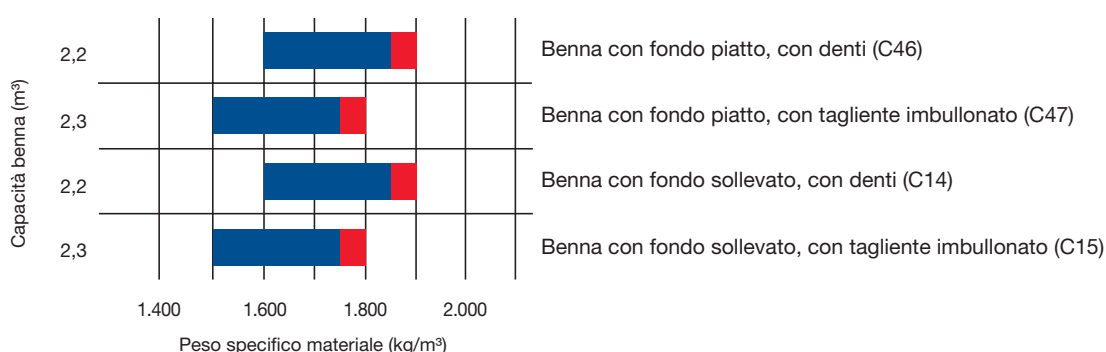 Capacità benna (m³)
2,2 Benna con fondo piatto, con denti (C46)
2,3 Benna con fondo piatto, con tagliente imbullonato (C47)
2,2 Benna con fondo sollevato, con denti (C14)
2,3 Benna con fondo sollevato, con tagliente imbullonato (C15)
1.400 1.600 1.800 2.000
Peso specifico materiale (kg/m³)